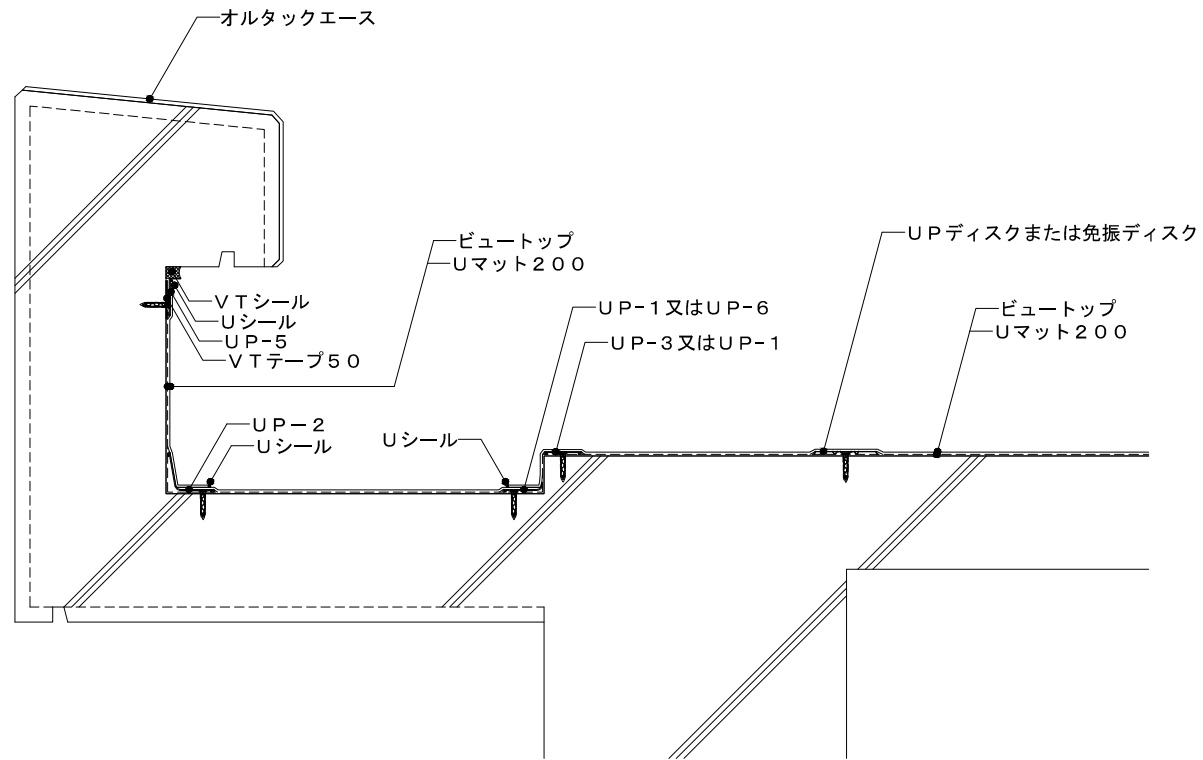 オルタックエース
ビュートップ
Uマット200
UPディスクまたは免振ディスク
VTシール
Uシール
UP-5
VTテープ50
UP-1又はUP-6
UP-3又はUP-1
ビュートップ
Uマット200
UP-2
Uシール
Uシール